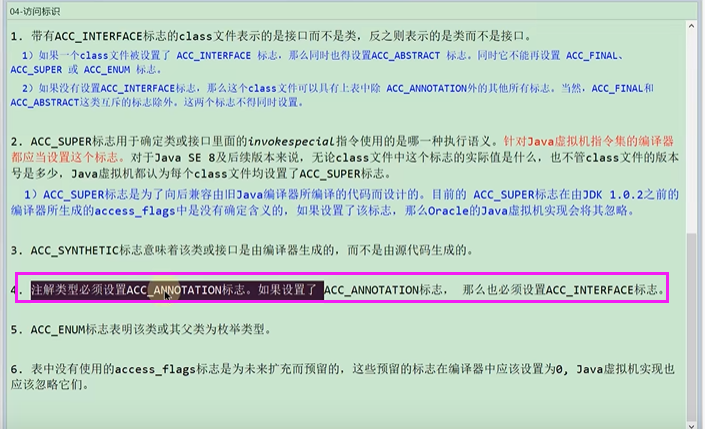 04-访问标识
1. 带有ACC_INTERFACE标志的class文件表示的是接口而不是类，反之则表示的是类而不是接口。
1）如果一个class文件被设置了 ACC_INTERFACE 标志，那么同时也得设置ACC_ABSTRACT 标志。同时它不能再设置 ACC_FINAL、
ACC_SUPER 或 ACC_ENUM 标志。
2）如果没有设置ACC_INTERFACE标志，那么这个class文件可以具有上表中除 ACC_ANNOTATION外的其他所有标志。当然，ACC_FINAL和
ACC_ABSTRACT这类互斥的标志除外。这两个标志不得同时设置。
2. ACC_SUPER标志用于确定类或接口里面的invokespecial指令使用的是哪一种执行语义。针对Java虚拟机指令集的编译器
都应当设置这个标志。对于Java SE 8及后续版本来说，无论class文件中这个标志的实际值是什么，也不管class文件的版本
号是多少，Java虚拟机都认为每个class文件均设置了ACC_SUPER标志。
1）ACC_SUPER标志是为了向后兼容由旧Java编译器所编译的代码而设计的。目前的 ACC_SUPER标志在由JDK 1.0.2之前的
编译器所生成的access_flags中是没有确定含义的，如果设置了该标志，那么Oracle的Java虚拟机实现会将其忽略。
3. ACC_SYNTHETIC标志意味着该类或接口是由编译器生成的，而不是由源代码生成的。
4. 注解类型必须设置ACC_ANNOTATION标志。如果设置了 ACC_ANNOTATION标志， 那么也必须设置ACC_INTERFACE标志。
5. ACC_ENUM标志表明该类或其父类为枚举类型。
6. 表中没有使用的access_flags标志是为未来扩充而预留的，这些预留的标志在编译器中应该设置为0, Java虚拟机实现也
应该忽略它们。